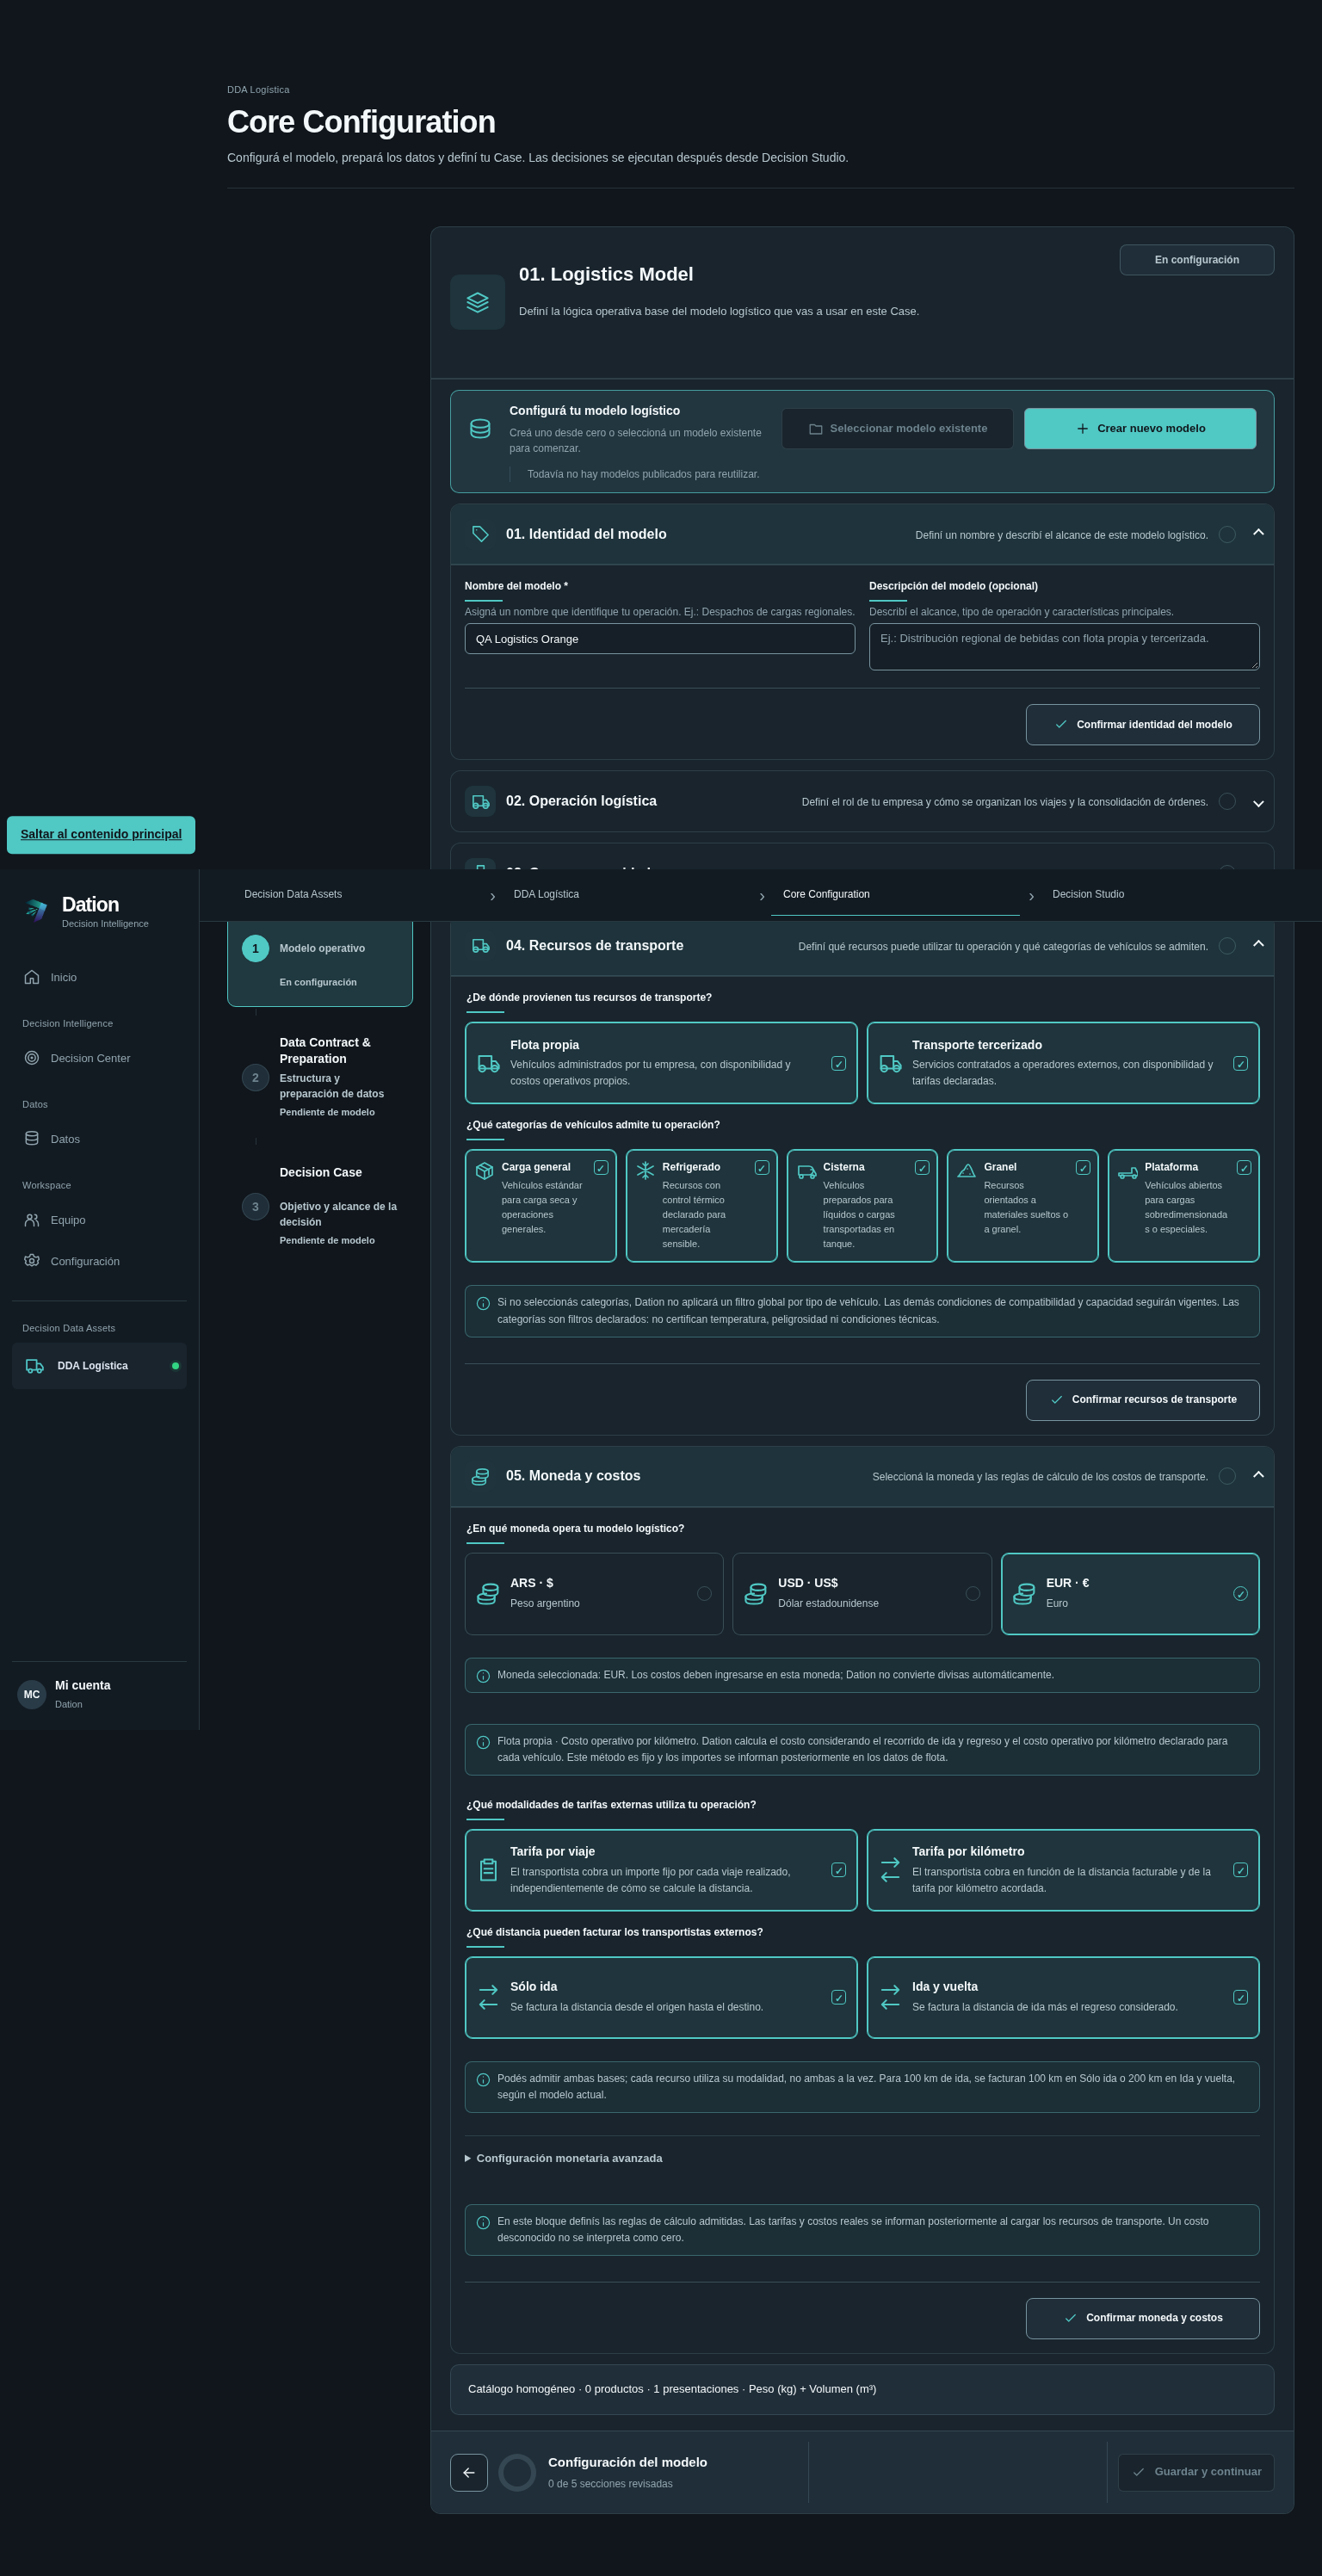 DDA Logística
Core Configuration
Configurá el modelo, prepará los datos y definí tu Case. Las decisiones se ejecutan después desde Decision Studio.
01. Logistics Model
En configuración
Definí la lógica operativa base del modelo logístico que vas a usar en este Case.
Configurá tu modelo logístico
Creá uno desde cero o seleccioná un modelo existente
para comenzar.
Todavía no hay modelos publicados para reutilizar.
Seleccionar modelo existente
Crear nuevo modelo
01. Identidad del modelo
Definí un nombre y describí el alcance de este modelo logístico.
Nombre del modelo *
Asigná un nombre que identifique tu operación. Ej.: Despachos de cargas regionales.
QA Logistics Orange
Descripción del modelo (opcional)
Describí el alcance, tipo de operación y características principales.
Ej.: Distribución regional de bebidas con flota propia y tercerizada.
Confirmar identidad del modelo
02. Operación logística
Definí el rol de tu empresa y cómo se organizan los viajes y la consolidación de órdenes.
Saltar al contenido principal
Dation
Decision Intelligence
Inicio
Decision Intelligence
Decision Center
Datos
Datos
Workspace
Equipo
Configuración
Decision Data Assets
DDA Logística
MC
Mi cuenta
Dation
Decision Data Assets
DDA Logística
Core Configuration
Decision Studio
1
Modelo operativo
En configuración
Data Contract &
Preparation
2
Estructura y
preparación de datos
Pendiente de modelo
Decision Case
3
Objetivo y alcance de la
decisión
Pendiente de modelo
04. Recursos de transporte
Definí qué recursos puede utilizar tu operación y qué categorías de vehículos se admiten.
¿De dónde provienen tus recursos de transporte?
Flota propia
Vehículos administrados por tu empresa, con disponibilidad y
costos operativos propios.
Transporte tercerizado
Servicios contratados a operadores externos, con disponibilidad y
tarifas declaradas.
¿Qué categorías de vehículos admite tu operación?
Carga general
Vehículos estándar
para carga seca y
operaciones
generales.
Refrigerado
Recursos con
control térmico
declarado para
mercadería
sensible.
Cisterna
Vehículos
preparados para
líquidos o cargas
transportadas en
tanque.
Granel
Recursos
orientados a
materiales sueltos o
a granel.
Plataforma
Vehículos abiertos
para cargas
sobredimensionada
s o especiales.
Si no seleccionás categorías, Dation no aplicará un filtro global por tipo de vehículo. Las demás condiciones de compatibilidad y capacidad seguirán vigentes. Las
categorías son filtros declarados: no certifican temperatura, peligrosidad ni condiciones técnicas.
Confirmar recursos de transporte
05. Moneda y costos
Seleccioná la moneda y las reglas de cálculo de los costos de transporte.
¿En qué moneda opera tu modelo logístico?
ARS · $
Peso argentino
USD · US$
Dólar estadounidense
EUR · €
Euro
Moneda seleccionada: EUR. Los costos deben ingresarse en esta moneda; Dation no convierte divisas automáticamente.
Flota propia · Costo operativo por kilómetro. Dation calcula el costo considerando el recorrido de ida y regreso y el costo operativo por kilómetro declarado para
cada vehículo. Este método es fijo y los importes se informan posteriormente en los datos de flota.
¿Qué modalidades de tarifas externas utiliza tu operación?
Tarifa por viaje
El transportista cobra un importe fijo por cada viaje realizado,
independientemente de cómo se calcule la distancia.
Tarifa por kilómetro
El transportista cobra en función de la distancia facturable y de la
tarifa por kilómetro acordada.
¿Qué distancia pueden facturar los transportistas externos?
Sólo ida
Se factura la distancia desde el origen hasta el destino.
Ida y vuelta
Se factura la distancia de ida más el regreso considerado.
Podés admitir ambas bases; cada recurso utiliza su modalidad, no ambas a la vez. Para 100 km de ida, se facturan 100 km en Sólo ida o 200 km en Ida y vuelta,
según el modelo actual.
Configuración monetaria avanzada
En este bloque definís las reglas de cálculo admitidas. Las tarifas y costos reales se informan posteriormente al cargar los recursos de transporte. Un costo
desconocido no se interpreta como cero.
Confirmar moneda y costos
Catálogo homogéneo · 0 productos · 1 presentaciones · Peso (kg) + Volumen (m³)
Configuración del modelo
0 de 5 secciones revisadas
Guardar y continuar